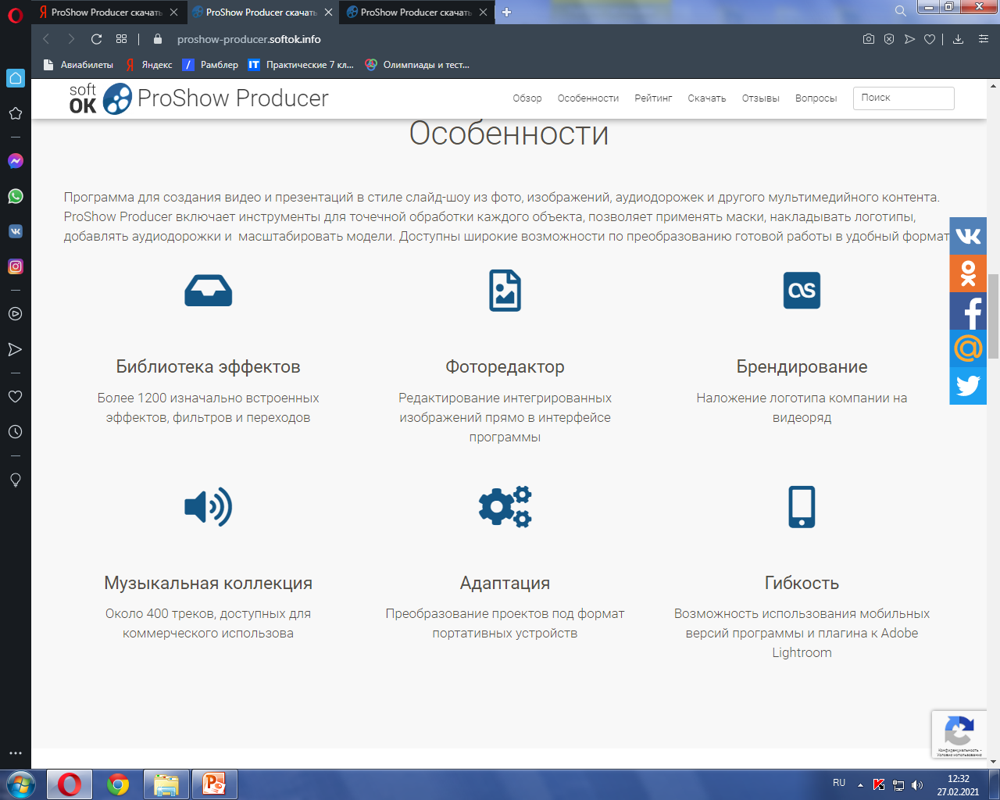 ProShow Producer скачать
ProShow Producer скачать
ProShow Producer скачать
proshow-producer.softok.info
Авиабилеты
Яндекс
Рамблер
Практические 7 кл...
Олимпиады и тест...
soft
OK
ProShow Producer
Обзор
Особенности
Рейтинг
Скачать
Отзывы
Вопросы
Поиск
Особенности
Программа для создания видео и презентаций в стиле слайд-шоу из фото, изображений, аудиодорожек и другого мультимедийного контента.
ProShow Producer включает инструменты для точечной обработки каждого объекта, позволяет применять маски, накладывать логотипы,
добавлять аудиодорожки и масштабировать модели. Доступны широкие возможности по преобразованию готовой работы в удобный формат
Библиотека эффектов
Более 1200 изначально встроенных
эффектов, фильтров и переходов
Фоторедактор
Редактирование интегрированных
изображений прямо в интерфейсе
программы
Брендирование
Наложение логотипа компании на
видеоряд
Музыкальная коллекция
Около 400 треков, доступных для
коммерческого использова
Адаптация
Преобразование проектов под формат
портативных устройств
Гибкость
Возможность использования мобильных
версий программы и плагина к Adobe
Lightroom
Конфиденциальность -
Условия использования
RU
12:32
27.02.2021